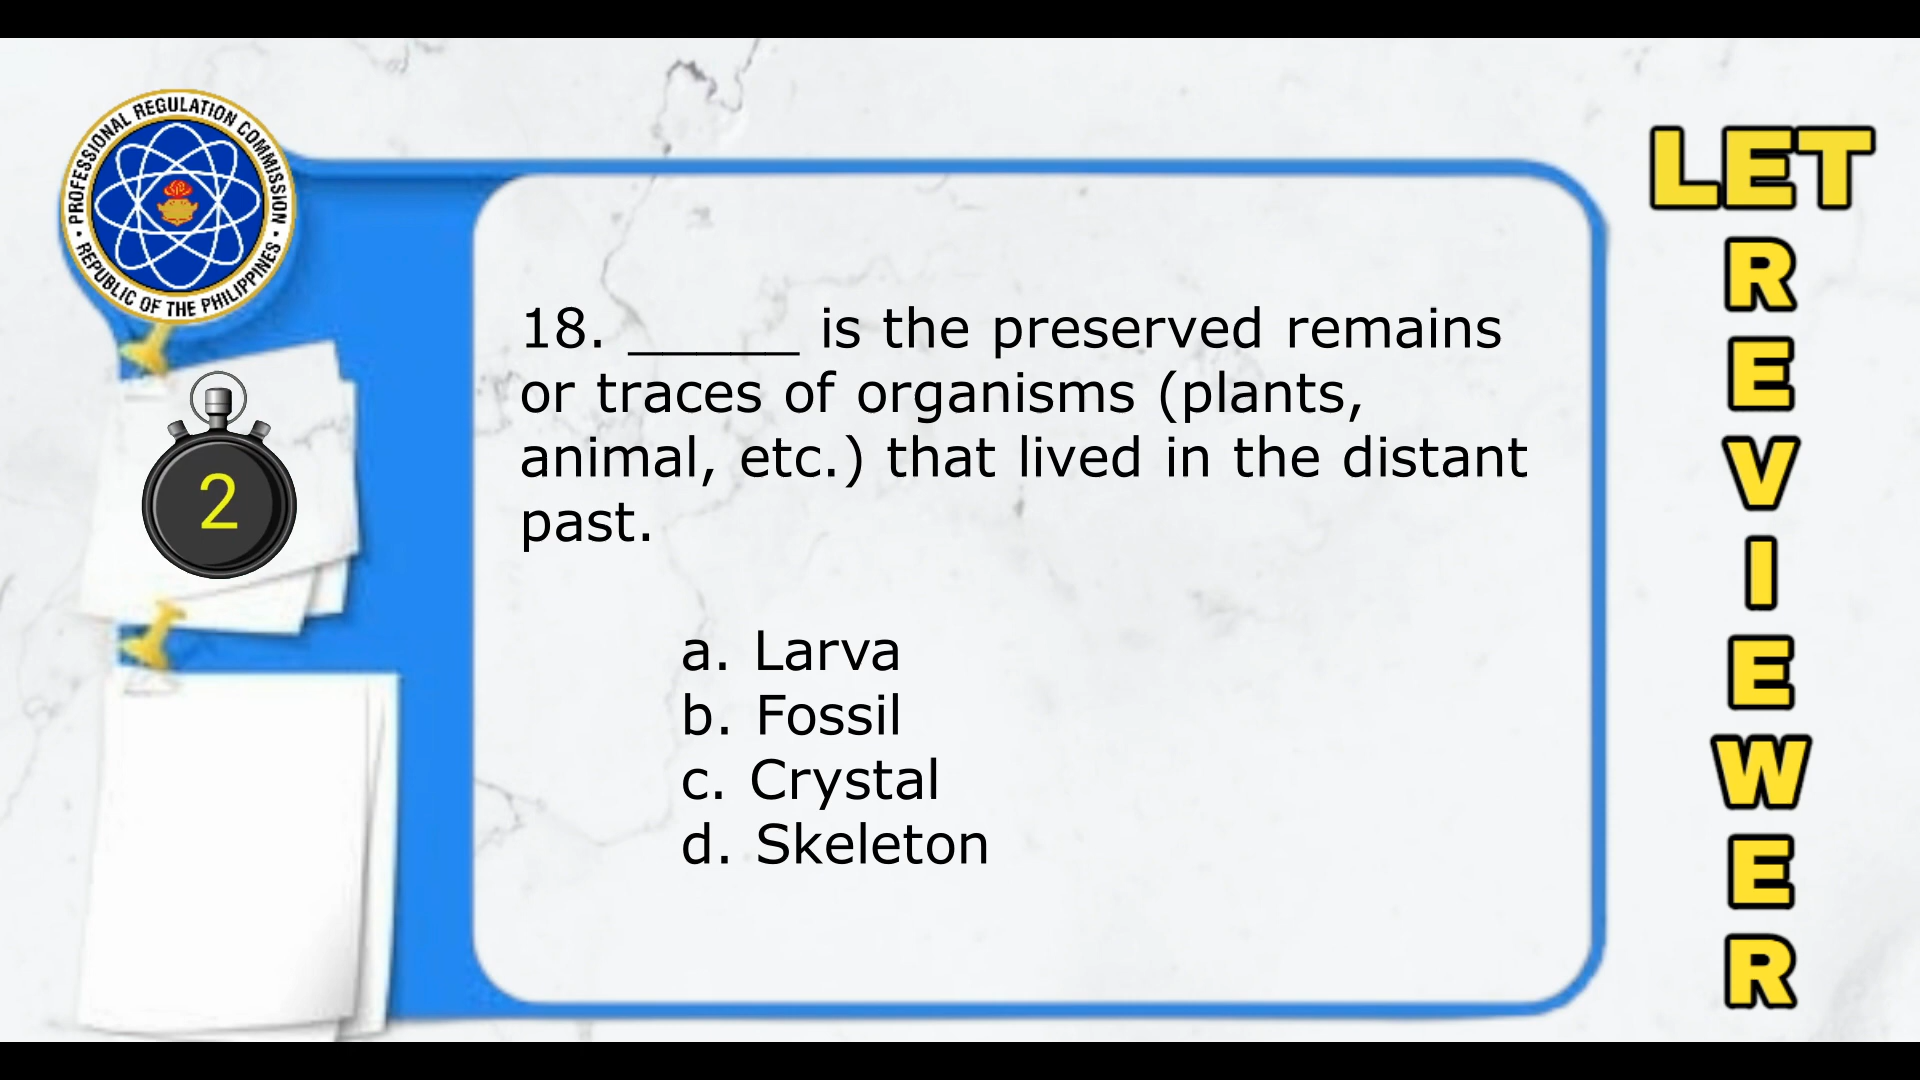 PROFESSIONAL REGULATION COMMISSION
REPUBLIC OF THE PHILIPPINES
2
18. _____ is the preserved remains
or traces of organisms (plants,
animal, etc.) that lived in the distant
past.
a. Larva
b. Fossil
c. Crystal
d. Skeleton
LET
REVIEWER